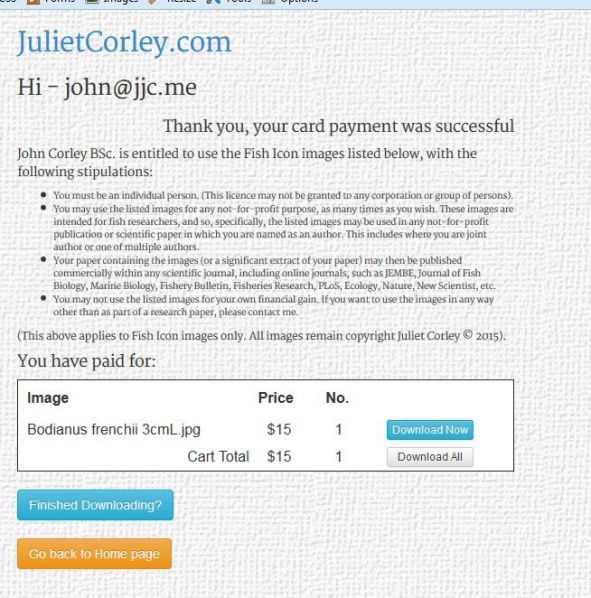 Forms Images Resize Tools Options
JulietCorley.com
Hi - john@jjc.me
Thank you, your card payment was successful
John Corley BSc. is entitled to use the Fish Icon images listed below, with the
following stipulations:
You must be an individual person. (This licence may not be granted to any corporation or group of persons).
You may use the listed images for any not-for-profit purpose, as many times as you wish. These images are
intended for fish researchers, and so, specifically, the listed images may be used in any not-for-profit
publication or scientific paper in which you are named as an author. This includes where you are joint
author or one of multiple authors.
Your paper containing the images (or a significant extract of your paper) may then be published
commercially within any scientific journal, including online journals, such as JEMBE, Journal of Fish
Biology, Marine Biology, Fishery Bulletin, Fisheries Research, PLoS, Ecology, Nature, New Scientist, etc.
You may not use the listed images for your own financial gain. If you want to use the images in any way
other than as part of a research paper, please contact me.
(This above applies to Fish Icon images only. All images remain copyright Juliet Corley © 2015).
You have paid for:
Image Price No.
Bodianus frenchii 3cmL.jpg $15 1 Download Now
Cart Total $15 1 Download All
Finished Downloading?
Go back to Home page